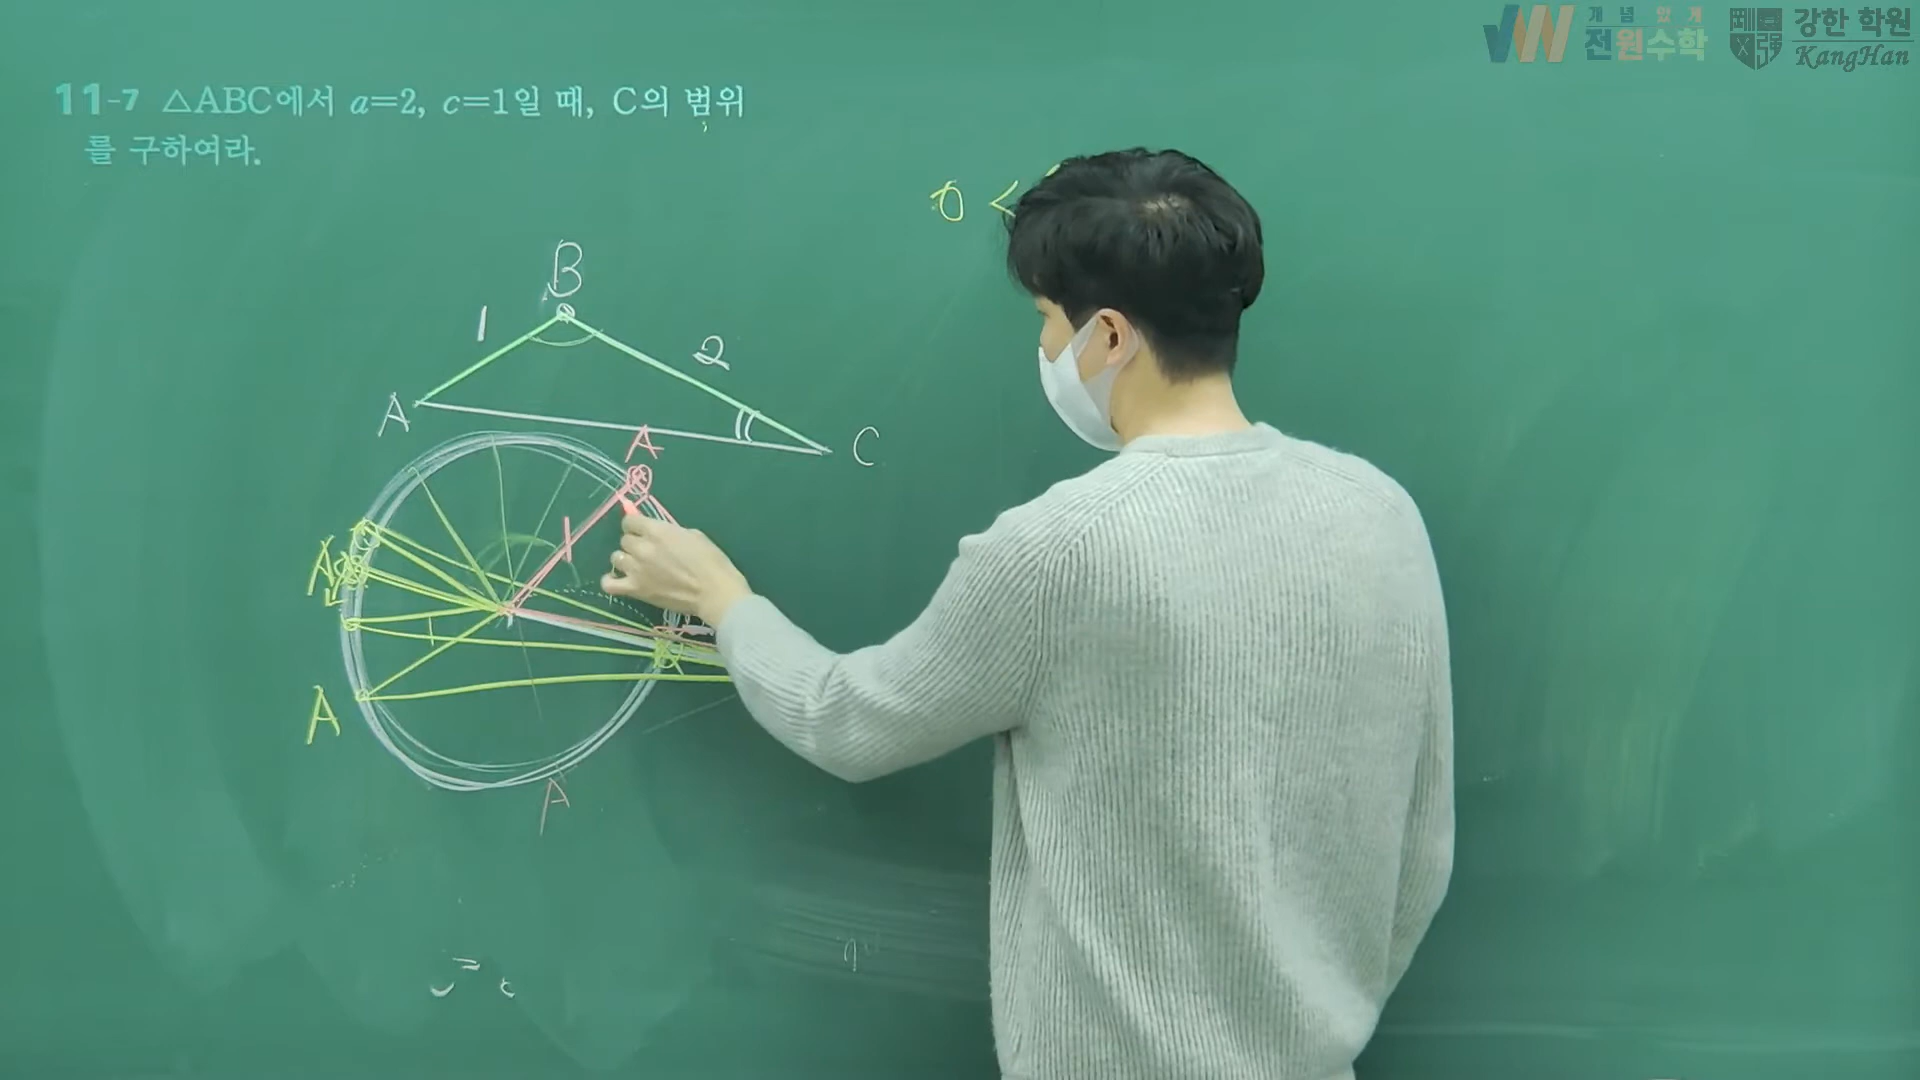 개념 있게
전원수학
강한 학원
KangHan
11-7 △ABC에서 a=2, c=1일 때, C의 범위
를 구하여라.
0 <
B
1
2
A
C
A
1
A
A
A